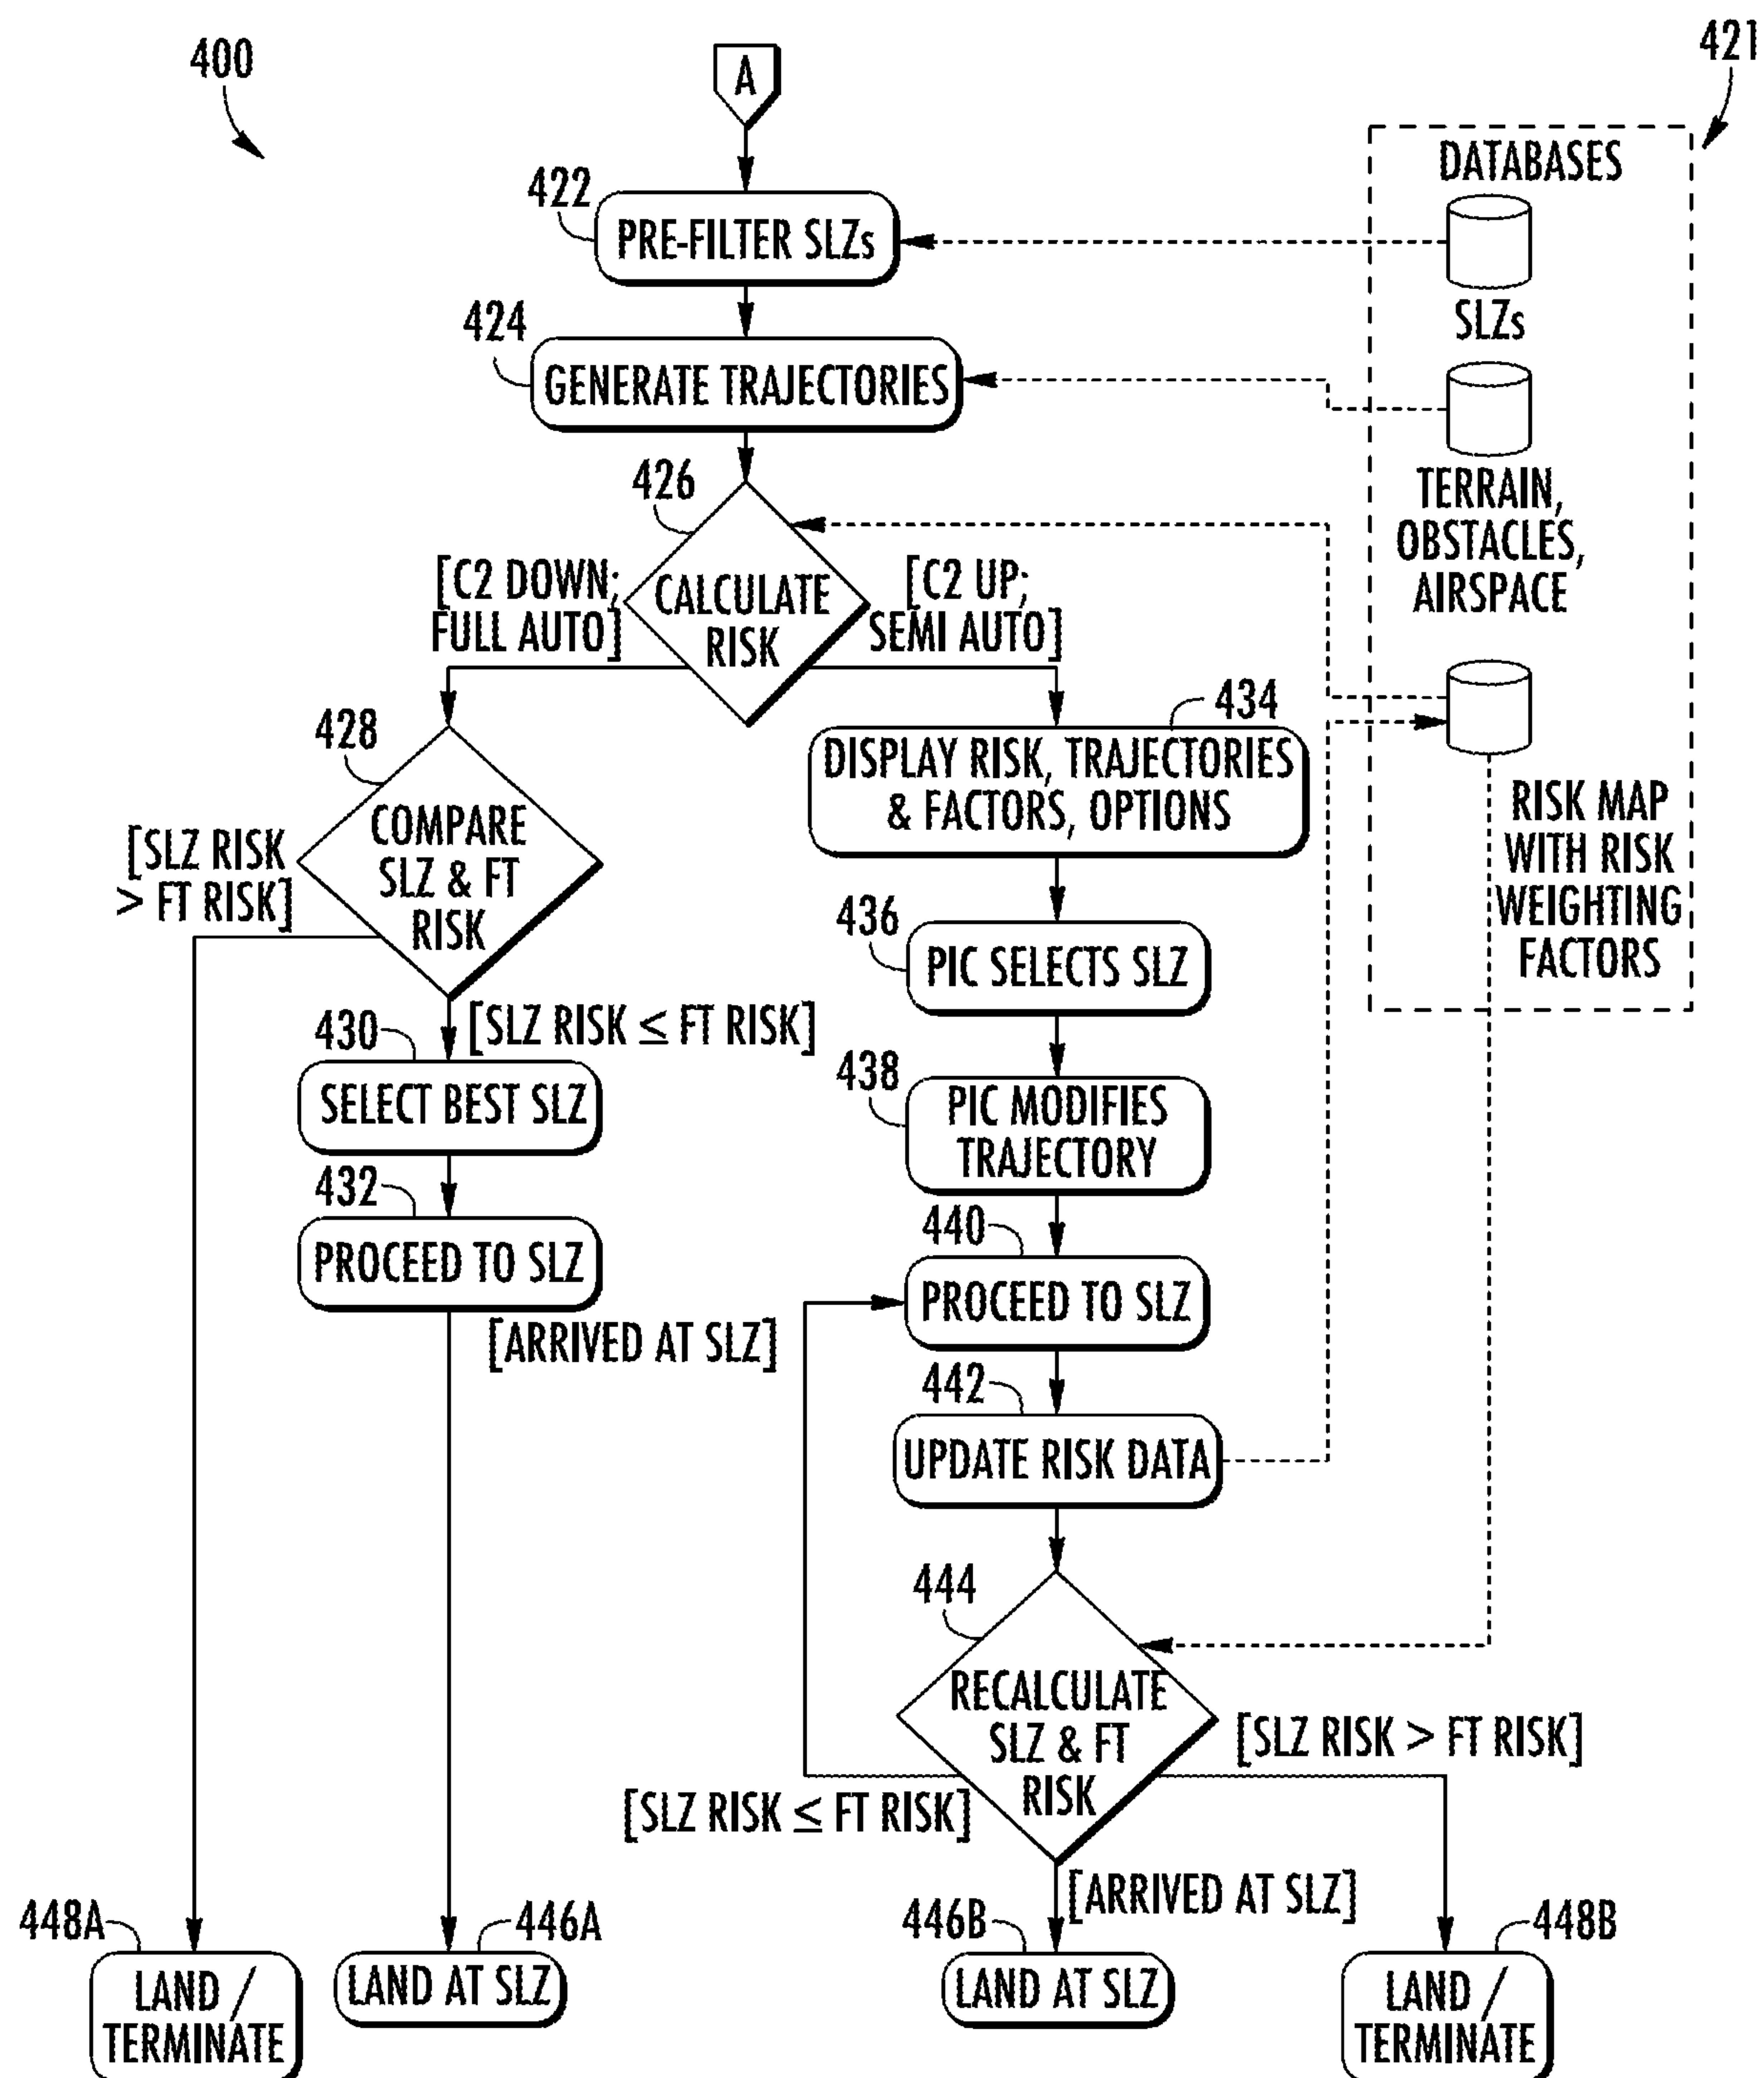 400
A
421
DATABASES
422
PRE-FILTER SLZs
SLZs
424
GENERATE TRAJECTORIES
TERRAIN,
OBSTACLES,
AIRSPACE
426
CALCULATE
RISK
[C2 DOWN;
FULL AUTO]
[C2 UP;
SEMI AUTO]
RISK MAP
WITH RISK
WEIGHTING
FACTORS
428
COMPARE
SLZ & FT
RISK
[SLZ RISK
> FT RISK]
[SLZ RISK ≤ FT RISK]
430
SELECT BEST SLZ
432
PROCEED TO SLZ
[ARRIVED AT SLZ]
434
DISPLAY RISK, TRAJECTORIES
& FACTORS, OPTIONS
436
PIC SELECTS SLZ
438
PIC MODIFIES
TRAJECTORY
440
PROCEED TO SLZ
442
UPDATE RISK DATA
444
RECALCULATE
SLZ & FT
RISK
[SLZ RISK > FT RISK]
[SLZ RISK ≤ FT RISK]
[ARRIVED AT SLZ]
448A
LAND /
TERMINATE
446A
LAND AT SLZ
446B
LAND AT SLZ
448B
LAND /
TERMINATE